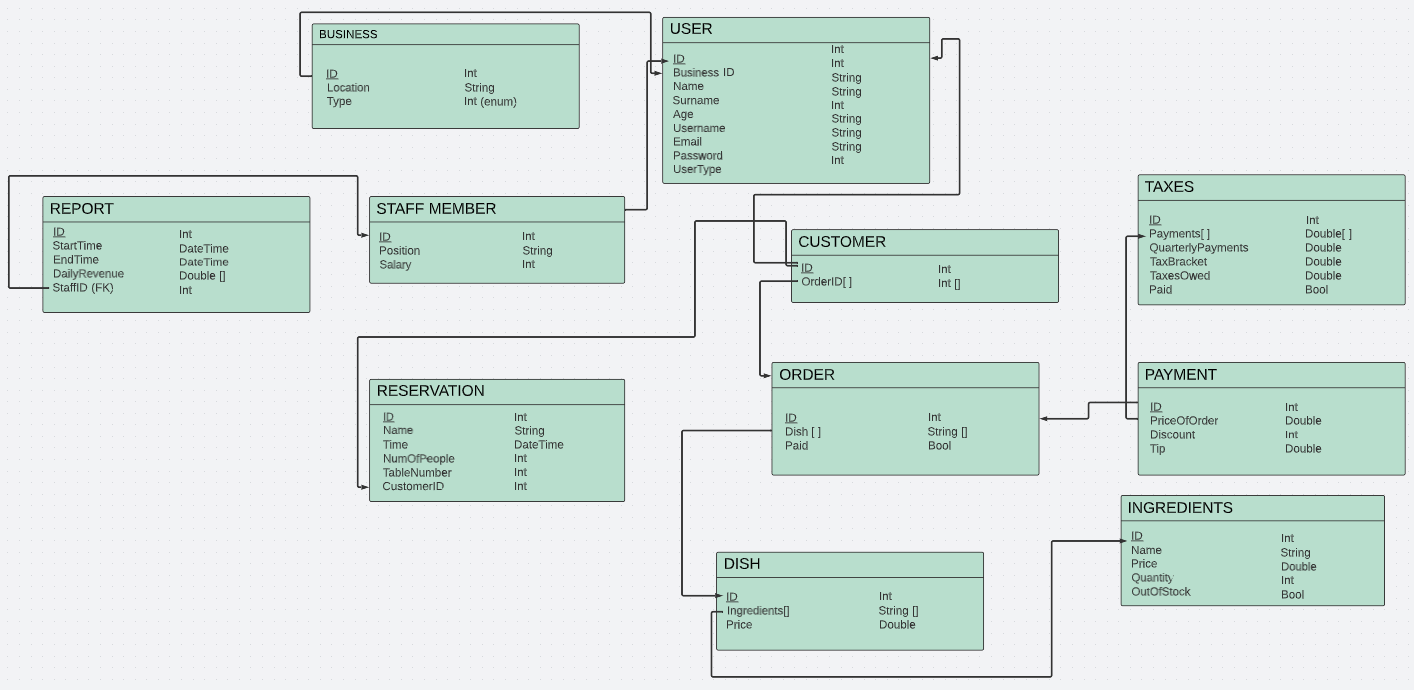 BUSINESS
ID Int
Location String
Type Int (enum)
USER
ID Int
Business ID Int
Name String
Surname String
Age Int
Username String
Email String
Password String
UserType Int
REPORT
ID Int
StartTime DateTime
EndTime DateTime
DailyRevenue Double []
StaffID (FK) Int
STAFF MEMBER
ID Int
Position String
Salary Int
CUSTOMER
ID Int
OrderID[ ] Int []
TAXES
ID Int
Payments[ ] Double[ ]
QuarterlyPayments Double
TaxBracket Double
TaxesOwed Double
Paid Bool
RESERVATION
ID Int
Name String
Time DateTime
NumOfPeople Int
TableNumber Int
CustomerID Int
ORDER
ID Int
Dish [ ] String []
Paid Bool
PAYMENT
ID Int
PriceOfOrder Double
Discount Int
Tip Double
DISH
ID Int
Ingredients[] String []
Price Double
INGREDIENTS
ID Int
Name String
Price Double
Quantity Int
OutOfStock Bool